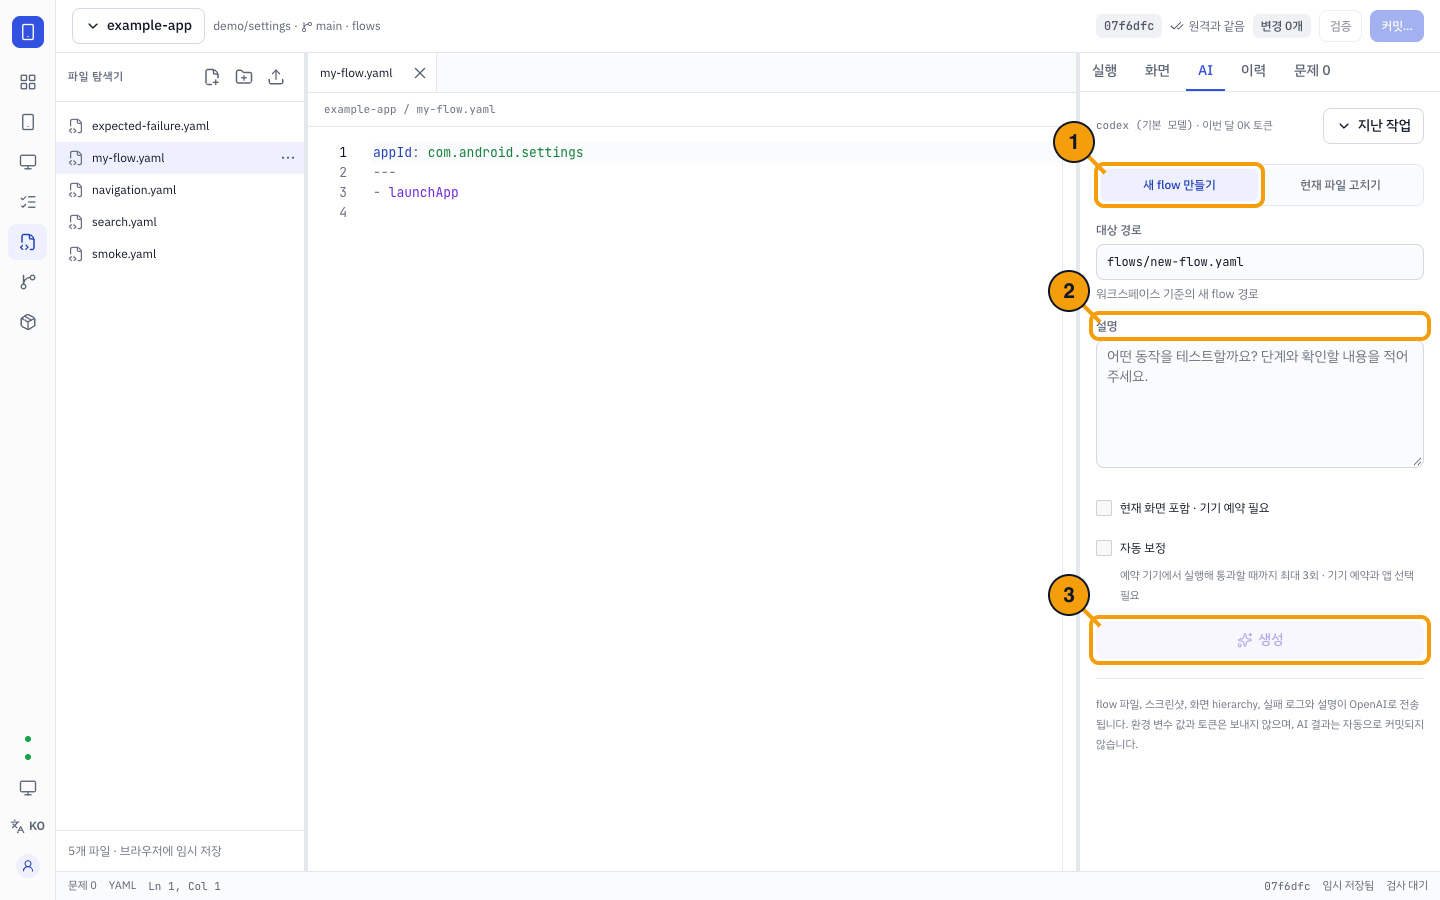 example-app
demo/settings · main · flows
07f6dfc
원격과 같음
변경 0개
검증
커밋...
파일 탐색기
my-flow.yaml
실행
화면
AI
이력
문제 0
example-app / my-flow.yaml
expected-failure.yaml
my-flow.yaml
navigation.yaml
search.yaml
smoke.yaml
1 appId: com.android.settings
2 ---
3 - launchApp
4
codex (기본 모델) · 이번 달 0K 토큰
지난 작업
1
새 flow 만들기
현재 파일 고치기
대상 경로
flows/new-flow.yaml
2
워크스페이스 기준의 새 flow 경로
설명
어떤 동작을 테스트할까요? 단계와 확인할 내용을 적어
주세요.
현재 화면 포함 · 기기 예약 필요
자동 보정
예약 기기에서 실행해 통과할 때까지 최대 3회 · 기기 예약과 앱 선택
필요
3
생성
flow 파일, 스크린샷, 화면 hierarchy, 실패 로그와 설명이 OpenAI로 전송
됩니다. 환경 변수 값과 토큰은 보내지 않으며, AI 결과는 자동으로 커밋되지
않습니다.
KO
5개 파일 · 브라우저에 임시 저장
문제 0
YAML
Ln 1, Col 1
07f6dfc
임시 저장됨
검사 대기